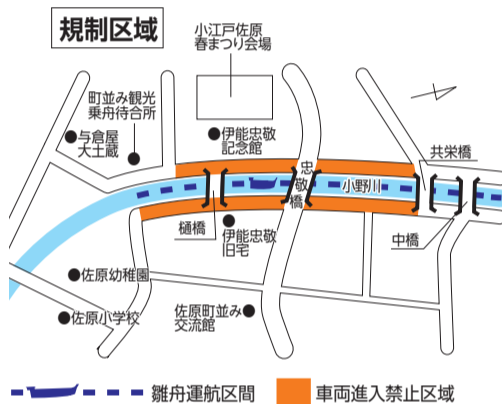 規制区域
小江戸佐原
春まつり会場
町並み観光
乗舟待合所
与倉屋
大土蔵
伊能忠敬
記念館
忠敬橋
小野川
共栄橋
中橋
樋橋
伊能忠敬
旧宅
佐原幼稚園
佐原小学校
佐原町並み
交流館
雛舟運航区間
車両進入禁止区域